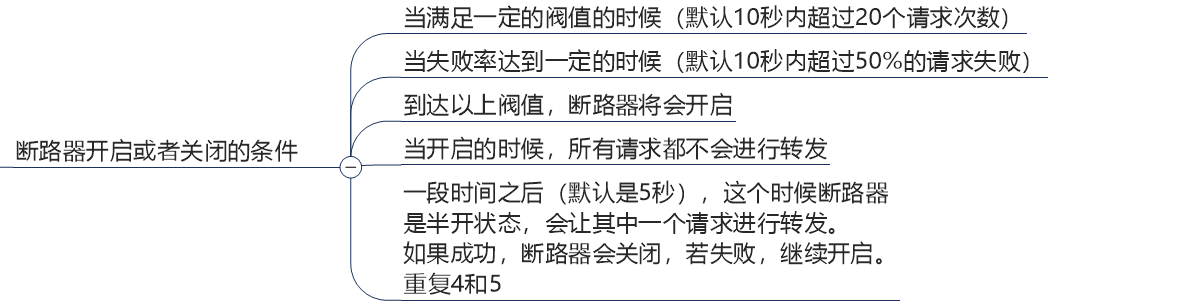 当满足一定的阀值的时候（默认10秒内超过20个请求次数）
当失败率达到一定的时候（默认10秒内超过50%的请求失败）
到达以上阀值，断路器将会开启
断路器开启或者关闭的条件
当开启的时候，所有请求都不会进行转发
一段时间之后（默认是5秒），这个时候断路器
是半开状态，会让其中一个请求进行转发。
如果成功，断路器会关闭，若失败，继续开启。
重复4和5